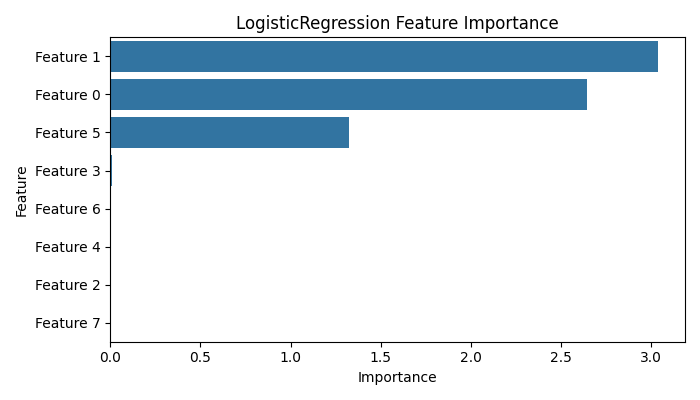 LogisticRegression Feature Importance
Feature 1
Feature 0
Feature 5
Feature 3
Feature 6
Feature 4
Feature 2
Feature 7
Feature
0.0 0.5 1.0 1.5 2.0 2.5 3.0
Importance